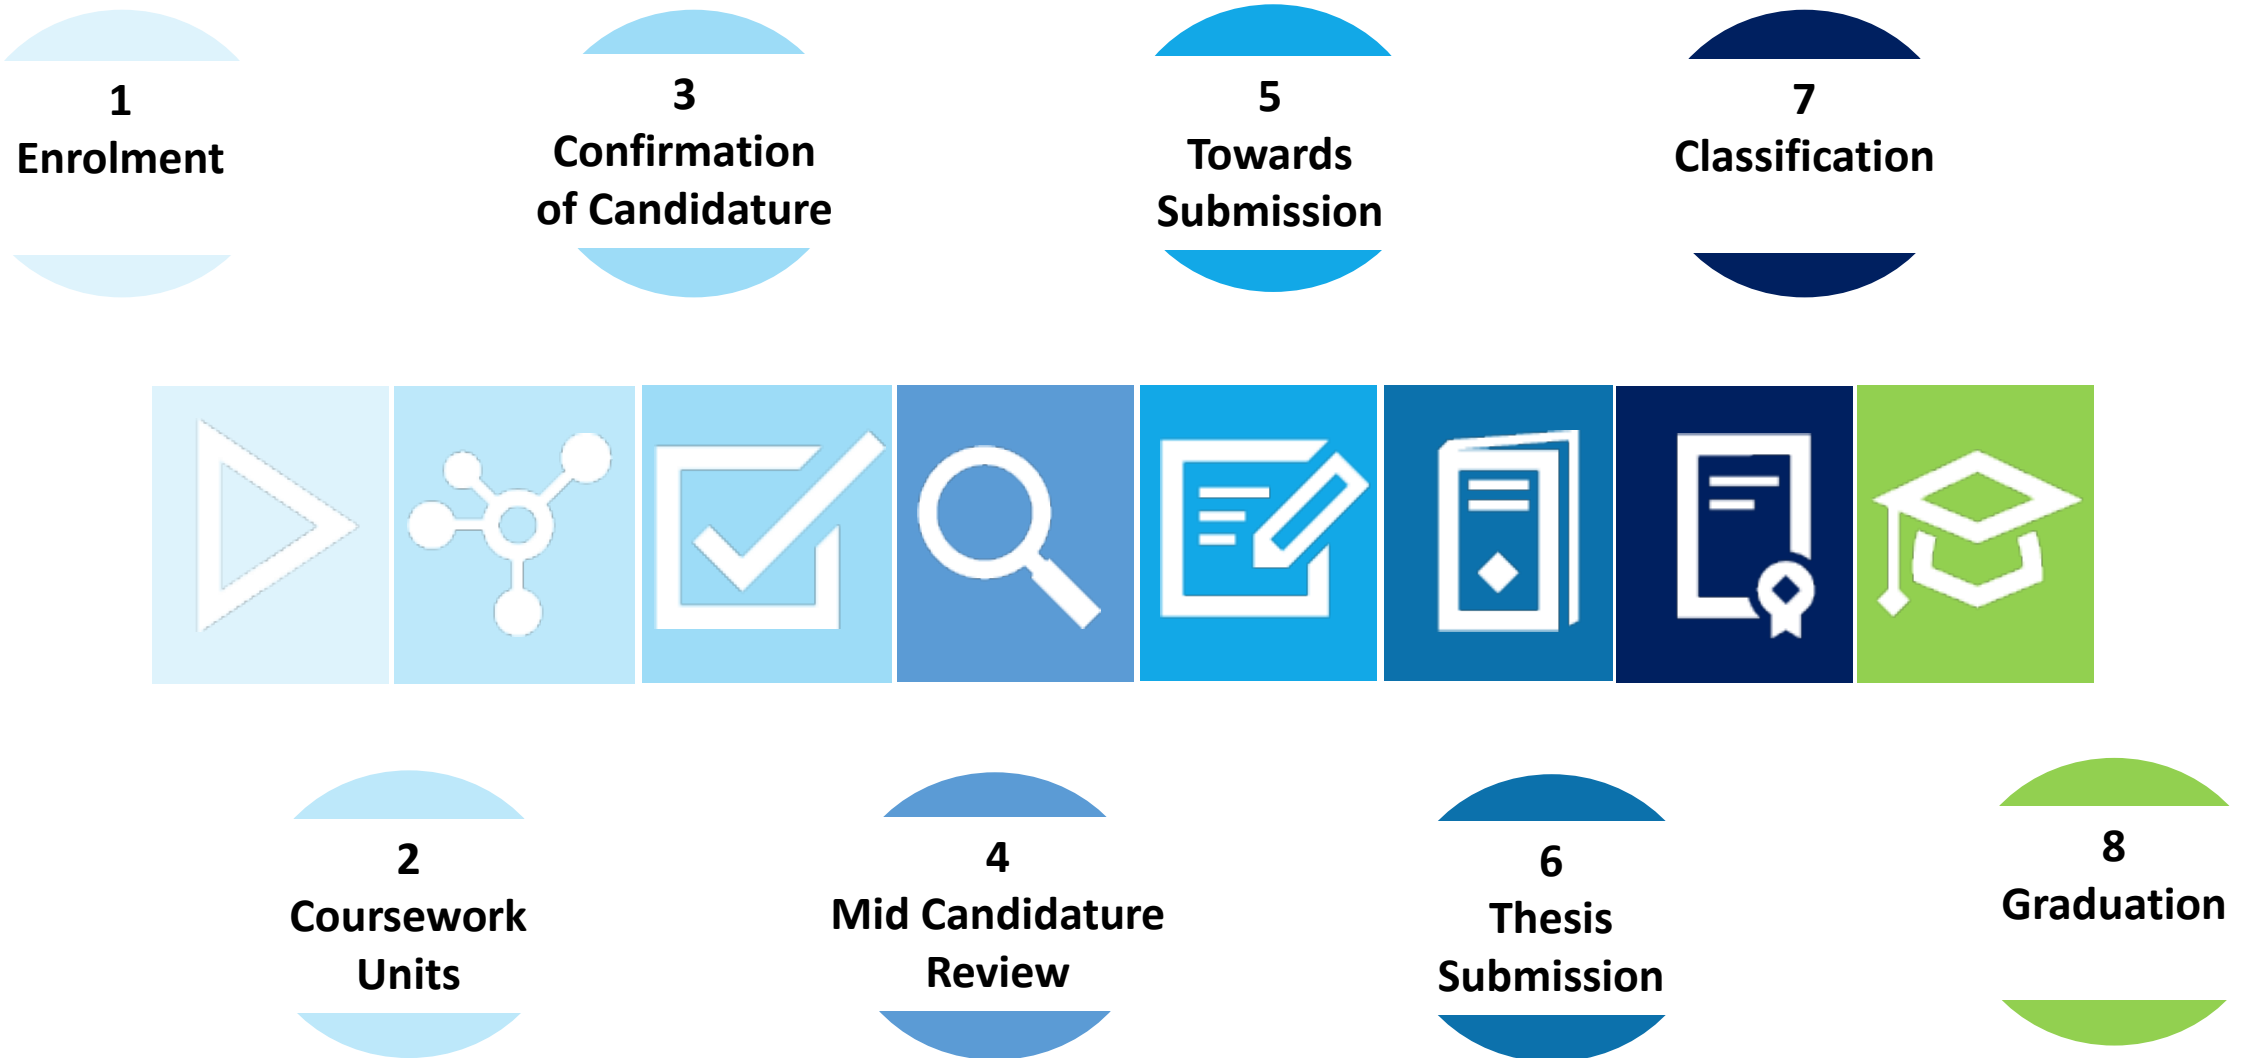 1
Enrolment
3
Confirmation
of Candidature
5
Towards
Submission
7
Classification
2
Coursework
Units
4
Mid Candidature
Review
6
Thesis
Submission
8
Graduation